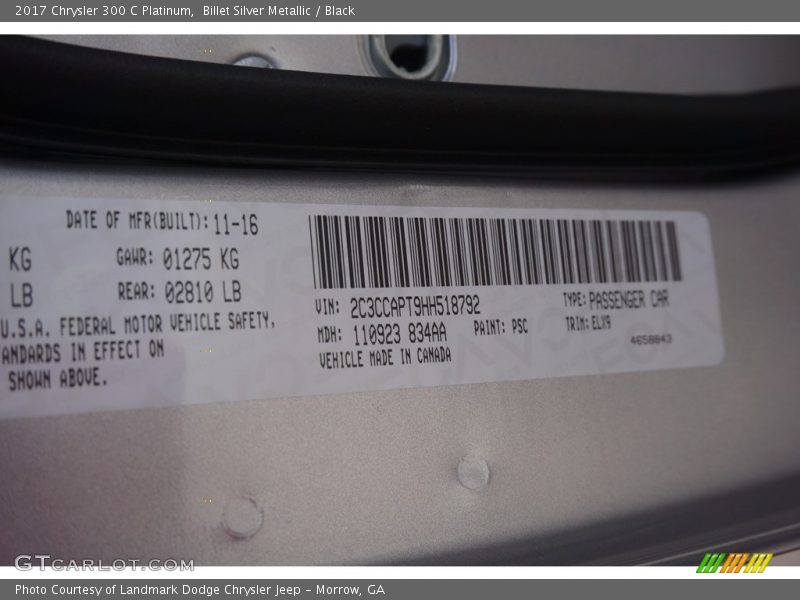 2017 Chrysler 300 C Platinum, Billet Silver Metallic / Black
DATE OF MFR(BUILT): 11-16
KG GAWR: 01275 KG
LB REAR: 02810 LB
U.S.A. FEDERAL MOTOR VEHICLE SAFETY,
ANDARDS IN EFFECT ON
SHOWN ABOVE.
VIN: 2C3CCAPT9HH518792 TYPE: PASSENGER CAR
MDH: 110923 834AA PAINT: PSC TRIM: ELX9
VEHICLE MADE IN CANADA 4658843
GTCARLOT.COM
Photo Courtesy of Landmark Dodge Chrysler Jeep – Morrow, GA